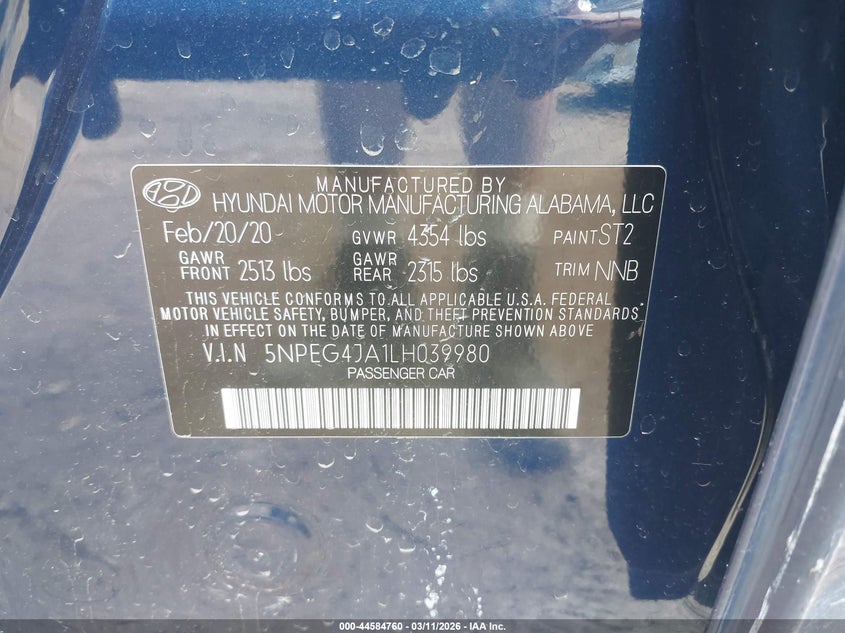 MANUFACTURED BY
HYUNDAI MOTOR MANUFACTURING ALABAMA, LLC
Feb/20/20 GVWR 4354 lbs PAINT ST2
GAWR FRONT 2513 lbs GAWR REAR 2315 lbs TRIM NNB
THIS VEHICLE CONFORMS TO ALL APPLICABLE U.S.A. FEDERAL
MOTOR VEHICLE SAFETY, BUMPER, AND THEFT PREVENTION STANDARDS
IN EFFECT ON THE DATE OF MANUFACTURE SHOWN ABOVE
V.I.N 5NPEG4JA1LH039980
PASSENGER CAR
000-44584760 - 03/11/2026 - IAA Inc.